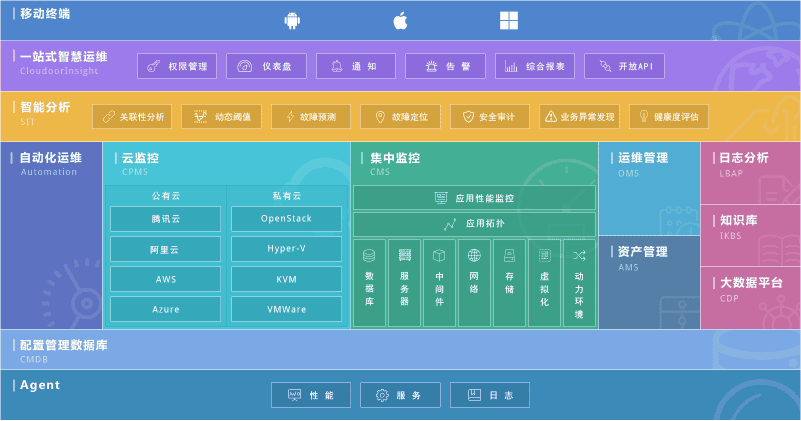 移动终端
一站式智慧运维
CloudoorInsight
权限管理
仪表盘
通 知
告 警
综合报表
开放API
智能分析
SIT
关联性分析
动态阈值
故障预测
故障定位
安全审计
业务异常发现
健康度评估
自动化运维
Automation
云监控
CPMS
公有云
腾讯云
阿里云
AWS
Azure
私有云
OpenStack
Hyper-V
KVM
VMWare
集中监控
CMS
应用性能监控
应用拓扑
数据库
服务器
中间件
网络
存储
虚拟化
动力环境
运维管理
OMS
资产管理
AMS
日志分析
LBAP
知识库
IKBS
大数据平台
CDP
配置管理数据库
CMDB
Agent
性 能
服 务
日 志